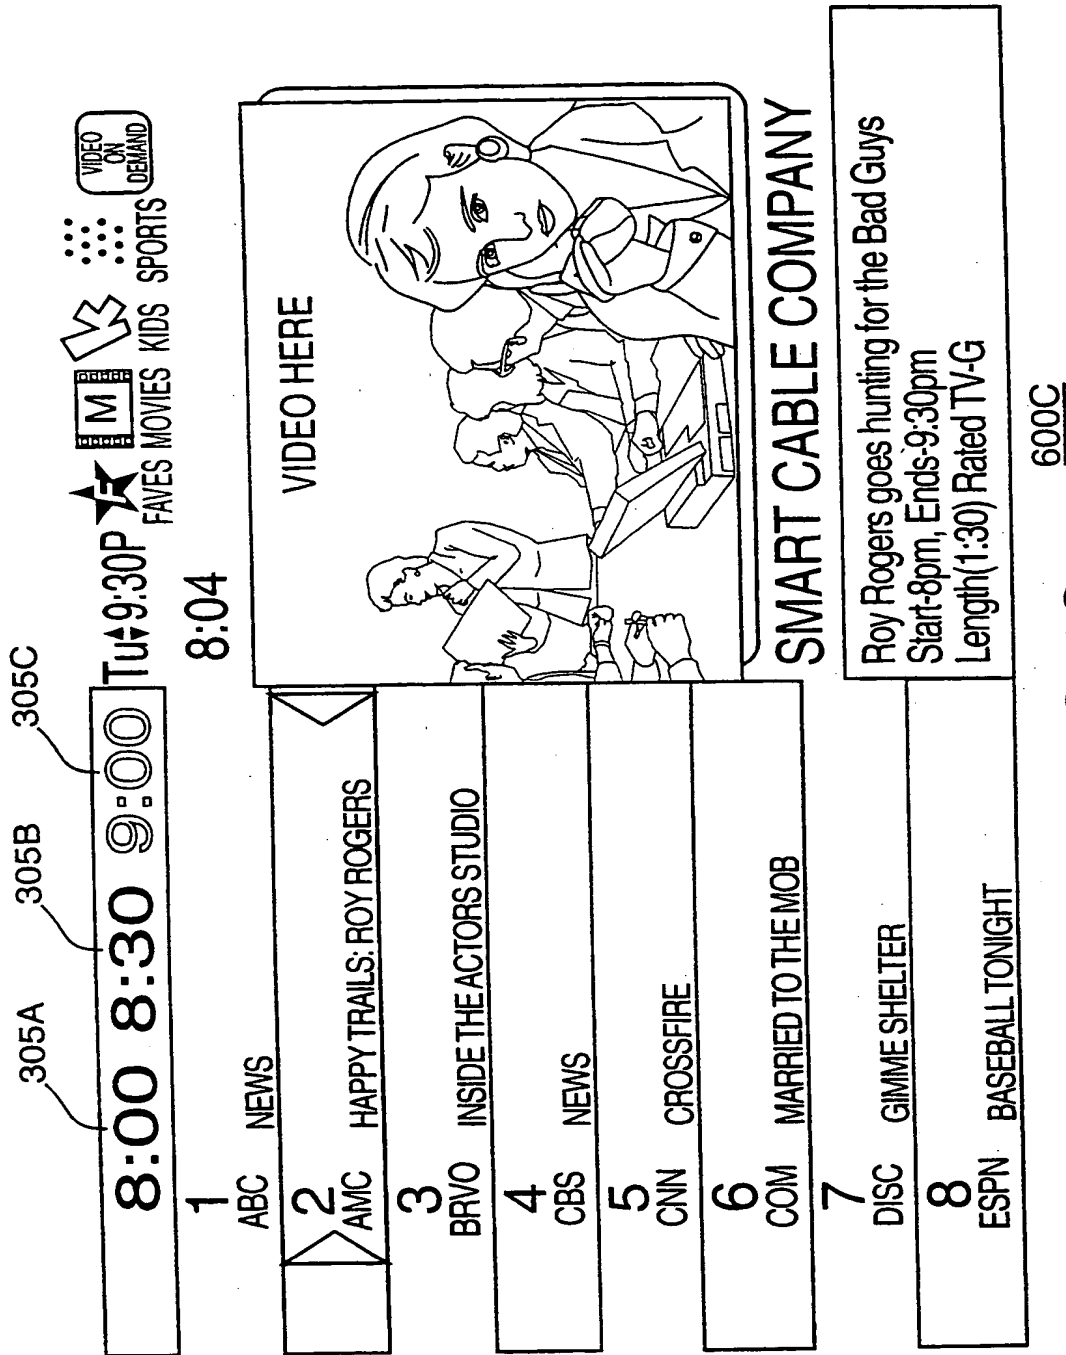 305A
305B
305C
8:00 8:30 9:00
Tu 9:30P
F
FAVES
M
MOVIES
K
KIDS
SPORTS
VIDEO
ON
DEMAND
8:04
1
ABC NEWS
2
AMC HAPPY TRAILS: ROY ROGERS
3
BRVO INSIDE THE ACTORS STUDIO
4
CBS NEWS
5
CNN CROSSFIRE
6
COM MARRIED TO THE MOB
7
DISC GIMME SHELTER
8
ESPN BASEBALL TONIGHT
VIDEO HERE
SMART CABLE COMPANY
Roy Rogers goes hunting for the Bad Guys
Start-8pm, Ends-9:30pm
Length(1:30) Rated TV-G
600C